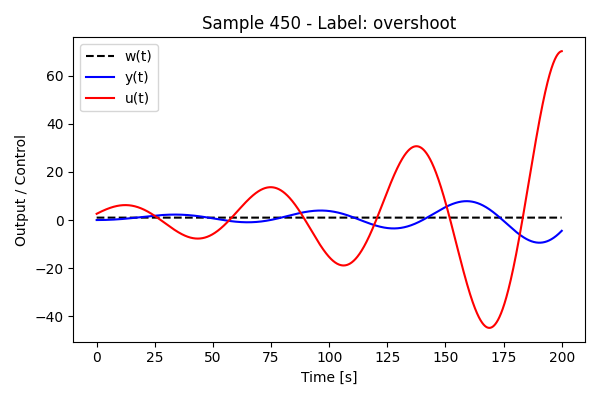 Sample 450 - Label: overshoot
w(t)
y(t)
u(t)
Output / Control
60
40
20
0
−20
−40
0 25 50 75 100 125 150 175 200
Time [s]